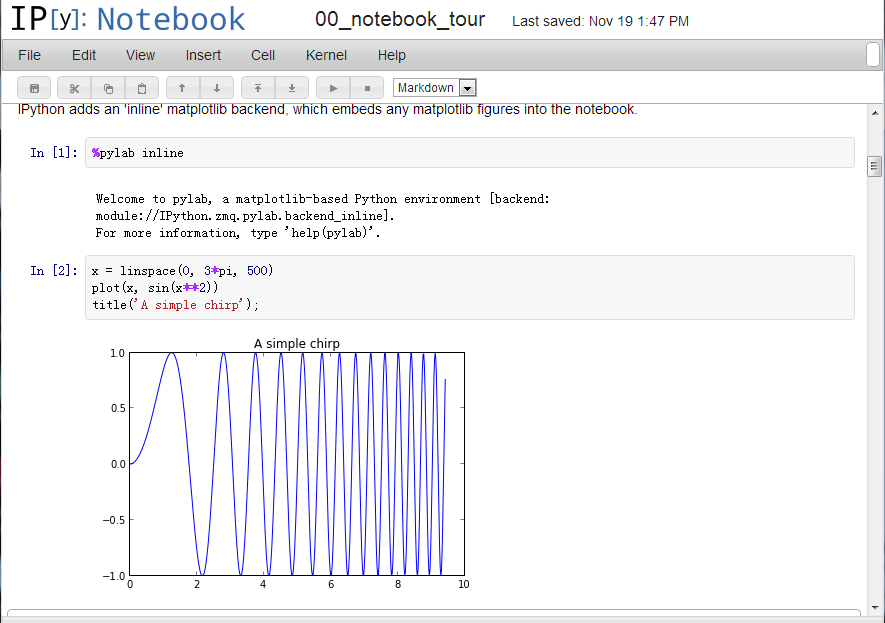 IP[y]: Notebook
00_notebook_tour
Last saved: Nov 19 1:47 PM
File Edit View Insert Cell Kernel Help
Markdown
IPython adds an 'inline' matplotlib backend, which embeds any matplotlib figures into the notebook.
In [1]: %pylab inline
Welcome to pylab, a matplotlib-based Python environment [backend:
module://IPython.zmq.pylab.backend_inline].
For more information, type 'help(pylab)'.
In [2]: x = linspace(0, 3*pi, 500)
plot(x, sin(x**2))
title('A simple chirp');
A simple chirp
1.0
0.5
0.0
−0.5
−1.0
0 2 4 6 8 10